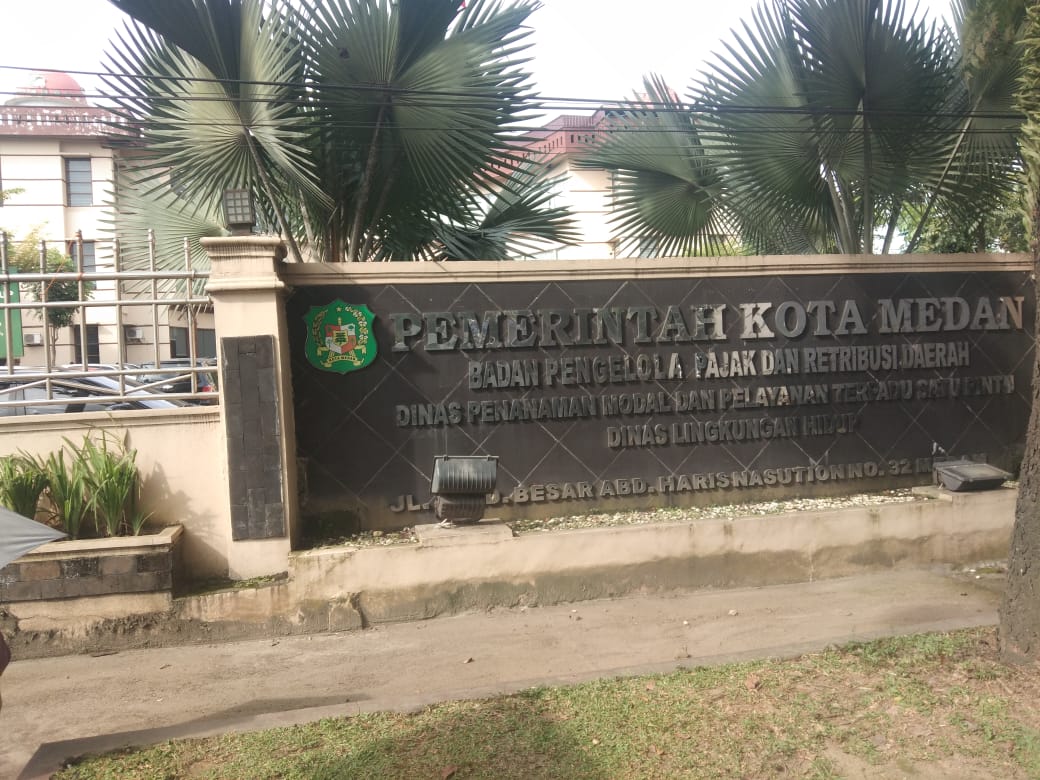 PEMERINTAH KOTA MEDAN
BADAN PENGELOLA PAJAK DAN RETRIBUSI DAERAH
DINAS PENANAMAN MODAL DAN PELAYANAN TERPADU SATU PINTU
DINAS LINGKUNGAN HIDUP
JL. BESAR ABD. HARIS NASUTION NO. 32